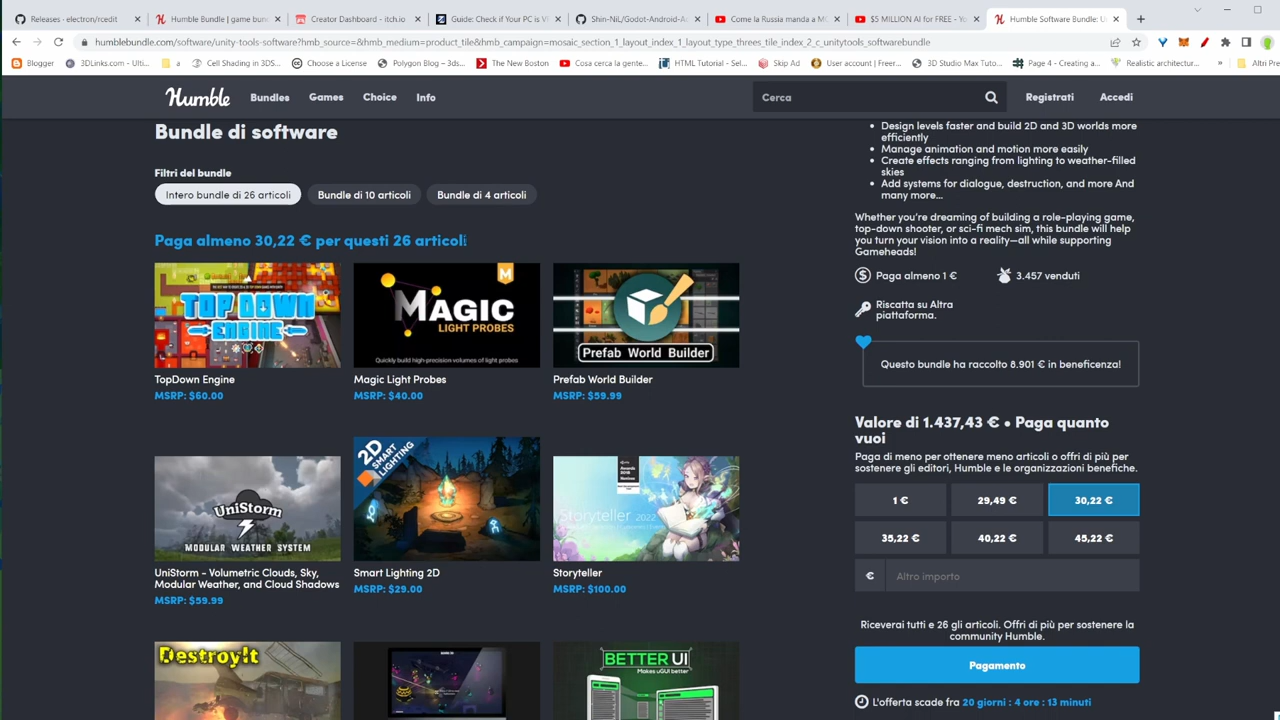 Releases · electron/rcedit
Humble Bundle | game bun
Creator Dashboard - itch.io
Guide: Check if Your PC is V
Shin-NiL/Godot-Android-A
Come la Russia manda a M
$5 MILLION AI for FREE - Yo
Humble Software Bundle: U
humblebundle.com/software/unity-tools-software?hmb_source=&hmb_medium=product_tile&hmb_campaign=mosaic_section_1_layout_index_1_layout_type_threes_tile_index_2_c_unitytools_softwarebundle
Blogger
3DLinks.com - Ulti...
a
Cell Shading in 3DS...
Choose a License
Polygon Blog – 3ds...
The New Boston
Cosa cerca la gente...
HTML Tutorial - Sel...
Skip Ad
User account | Freer...
3D Studio Max Tuto...
Page 4 - Creating a...
Realistic architectur...
»
Altri Pre
Humble
Bundles
Games
Choice
Info
Cerca
Registrati
Accedi
Bundle di software
Filtri del bundle
Intero bundle di 26 articoli
Bundle di 10 articoli
Bundle di 4 articoli
Paga almeno 30,22 € per questi 26 articoli
TOP DOWN
ENGINE
M
MAGIC
LIGHT PROBES
Quickly build high-precision volumes of light probes
Prefab World Builder
TopDown Engine
MSRP: $60.00
Magic Light Probes
MSRP: $40.00
Prefab World Builder
MSRP: $59.99
UniStorm
MODULAR WEATHER SYSTEM
2D
SMART
LIGHTING
Storyteller 2022
UniStorm - Volumetric Clouds, Sky,
Modular Weather, and Cloud Shadows
MSRP: $59.99
Smart Lighting 2D
MSRP: $29.00
Storyteller
MSRP: $100.00
DestroyIt
BETTER UI
Makes uGUI better
• Design levels faster and build 2D and 3D worlds more
efficiently
• Manage animation and motion more easily
• Create effects ranging from lighting to weather-filled
skies
• Add systems for dialogue, destruction, and more And
many more...
Whether you're dreaming of building a role-playing game,
top-down shooter, or sci-fi mech sim, this bundle will help
you turn your vision into a reality—all while supporting
Gameheads!
Paga almeno 1 €
3.457 venduti
Riscatta su Altra
piattaforma.
Questo bundle ha raccolto 8.901 € in beneficenza!
Valore di 1.437,43 € • Paga quanto
vuoi
Paga di meno per ottenere meno articoli o offri di più per
sostenere gli editori, Humble e le organizzazioni benefiche.
1 €
29,49 €
30,22 €
35,22 €
40,22 €
45,22 €
€
Altro importo
Riceverai tutti e 26 gli articoli. Offri di più per sostenere la
community Humble.
Pagamento
L'offerta scade fra 20 giorni : 4 ore : 13 minuti